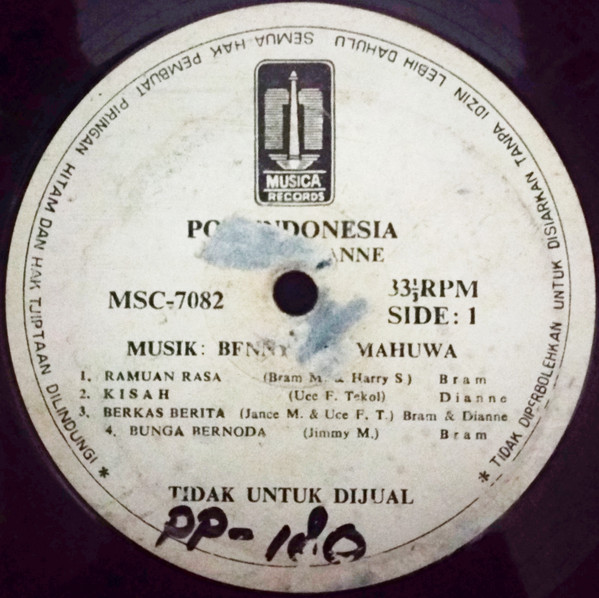 SEMUA HAK PEMBUAT PIRINGAN HITAM DAN HAK TJIPTAAN DILINDUNGI *
* TIDAK DIPERBOLEHKAN UNTUK DISIARKAN TANPA IDZIN LEBIH DAHULU
MUSICA
RECORDS
INDONESIA
ANNE
MSC-7082
33⅓RPM
SIDE: 1
MUSIK: BENNY MAHUWA
1. RAMUAN RASA (Bram M. & Harry S) Bram
2. KISAH (Uce F. Tekol) Dianne
3. BERKAS BERITA (Jance M. & Uce F. T.) Bram & Dianne
4. BUNGA BERNODA (Jimmy M.) Bram
TIDAK UNTUK DIJUAL
PP-180